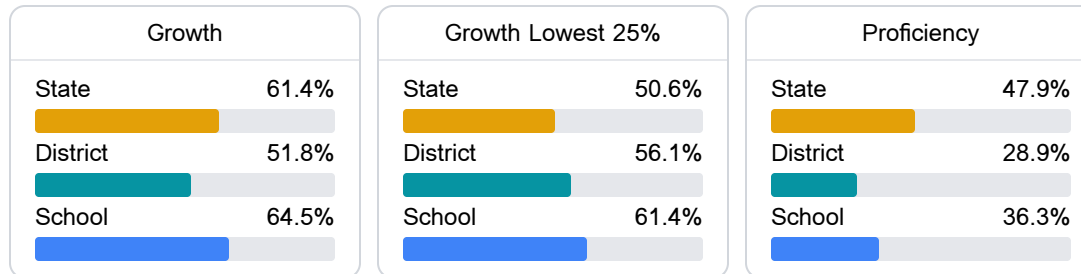 Growth
State 61.4%
District 51.8%
School 64.5%
Growth Lowest 25%
State 50.6%
District 56.1%
School 61.4%
Proficiency
State 47.9%
District 28.9%
School 36.3%